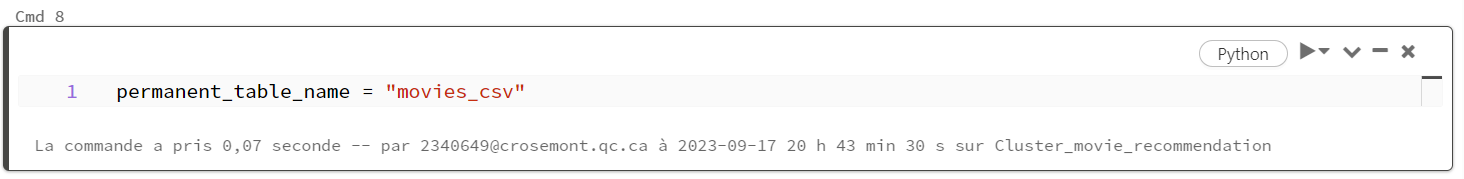 Cmd 8
Python
1 permanent_table_name = "movies_csv"
La commande a pris 0,07 seconde -- par 2340649@crosemont.qc.ca à 2023-09-17 20 h 43 min 30 s sur Cluster_movie_recommendation